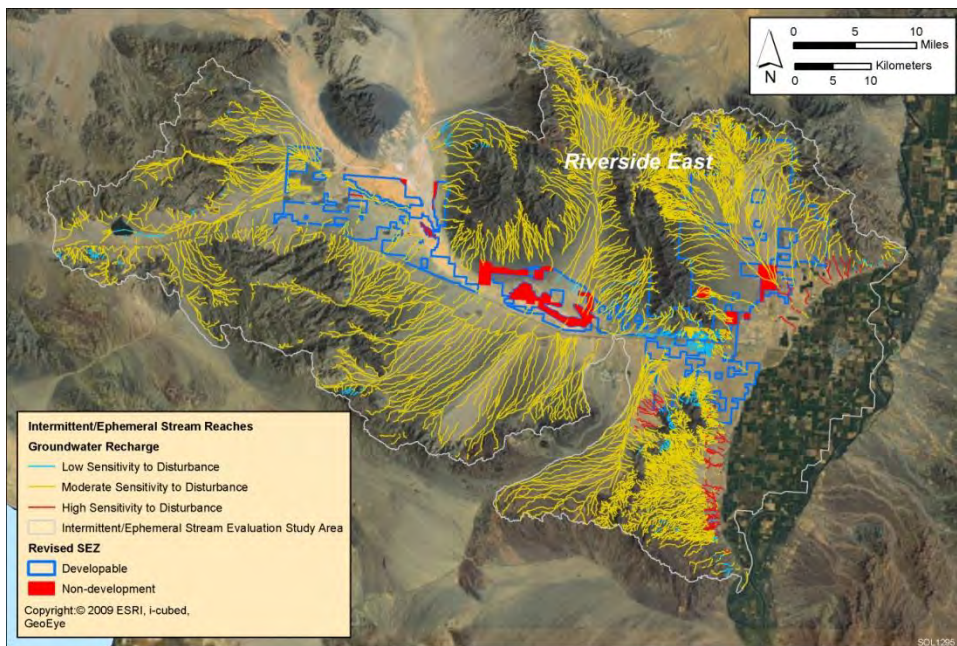 0 5 10
Miles
Kilometers
0 5 10
N
Riverside East
Intermittent/Ephemeral Stream Reaches
Groundwater Recharge
Low Sensitivity to Disturbance
Moderate Sensitivity to Disturbance
High Sensitivity to Disturbance
Intermittent/Ephemeral Stream Evaluation Study Area
Revised SEZ
Developable
Non-development
Copyright:© 2009 ESRI, i-cubed,
GeoEye
SOL1295